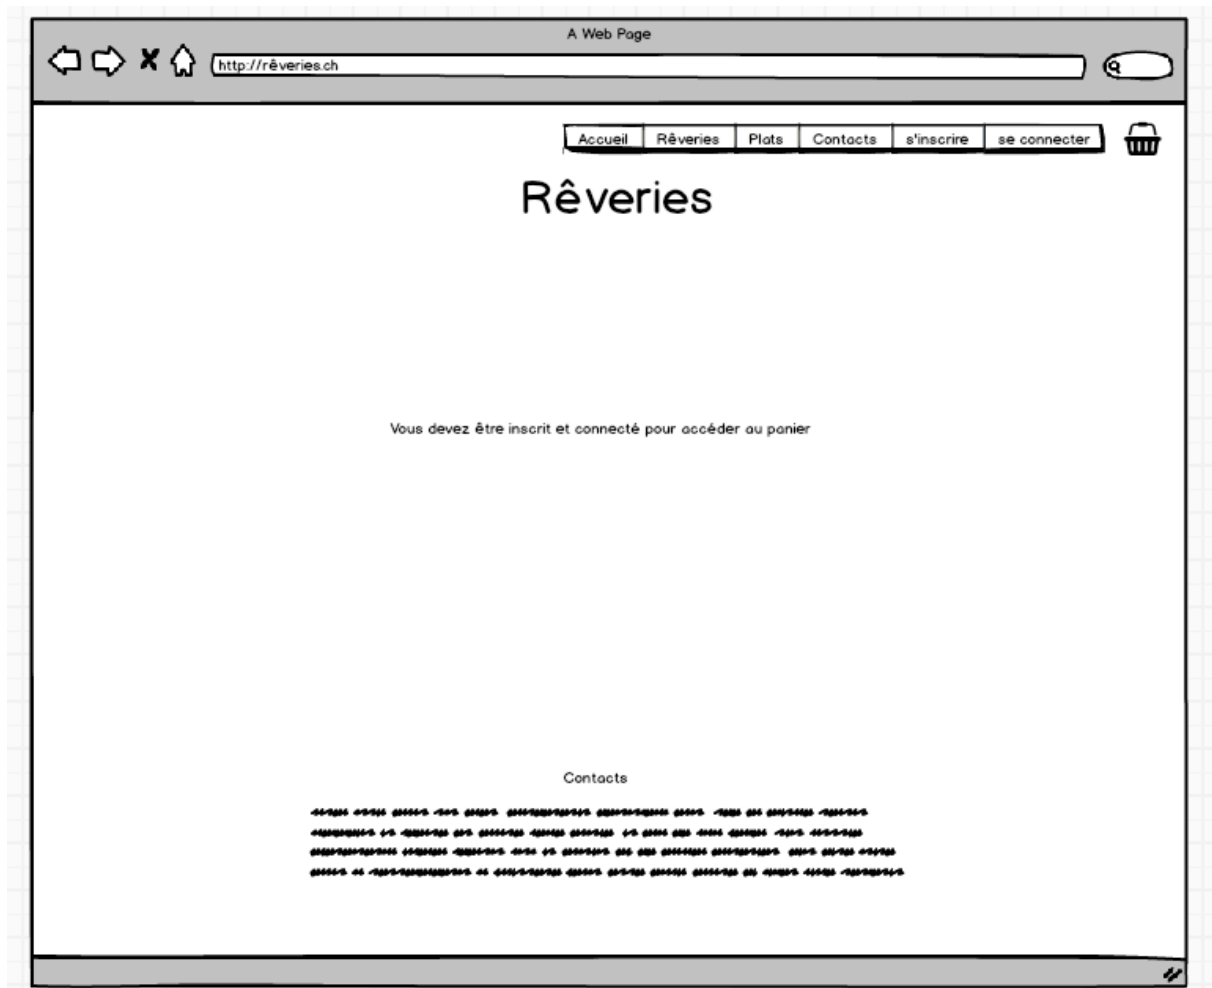 A Web Page
http://rêveries.ch
Accueil Rêveries Plats Contacts s'inscrire se connecter
Rêveries
Vous devez être inscrit et connecté pour accéder au panier
Contacts